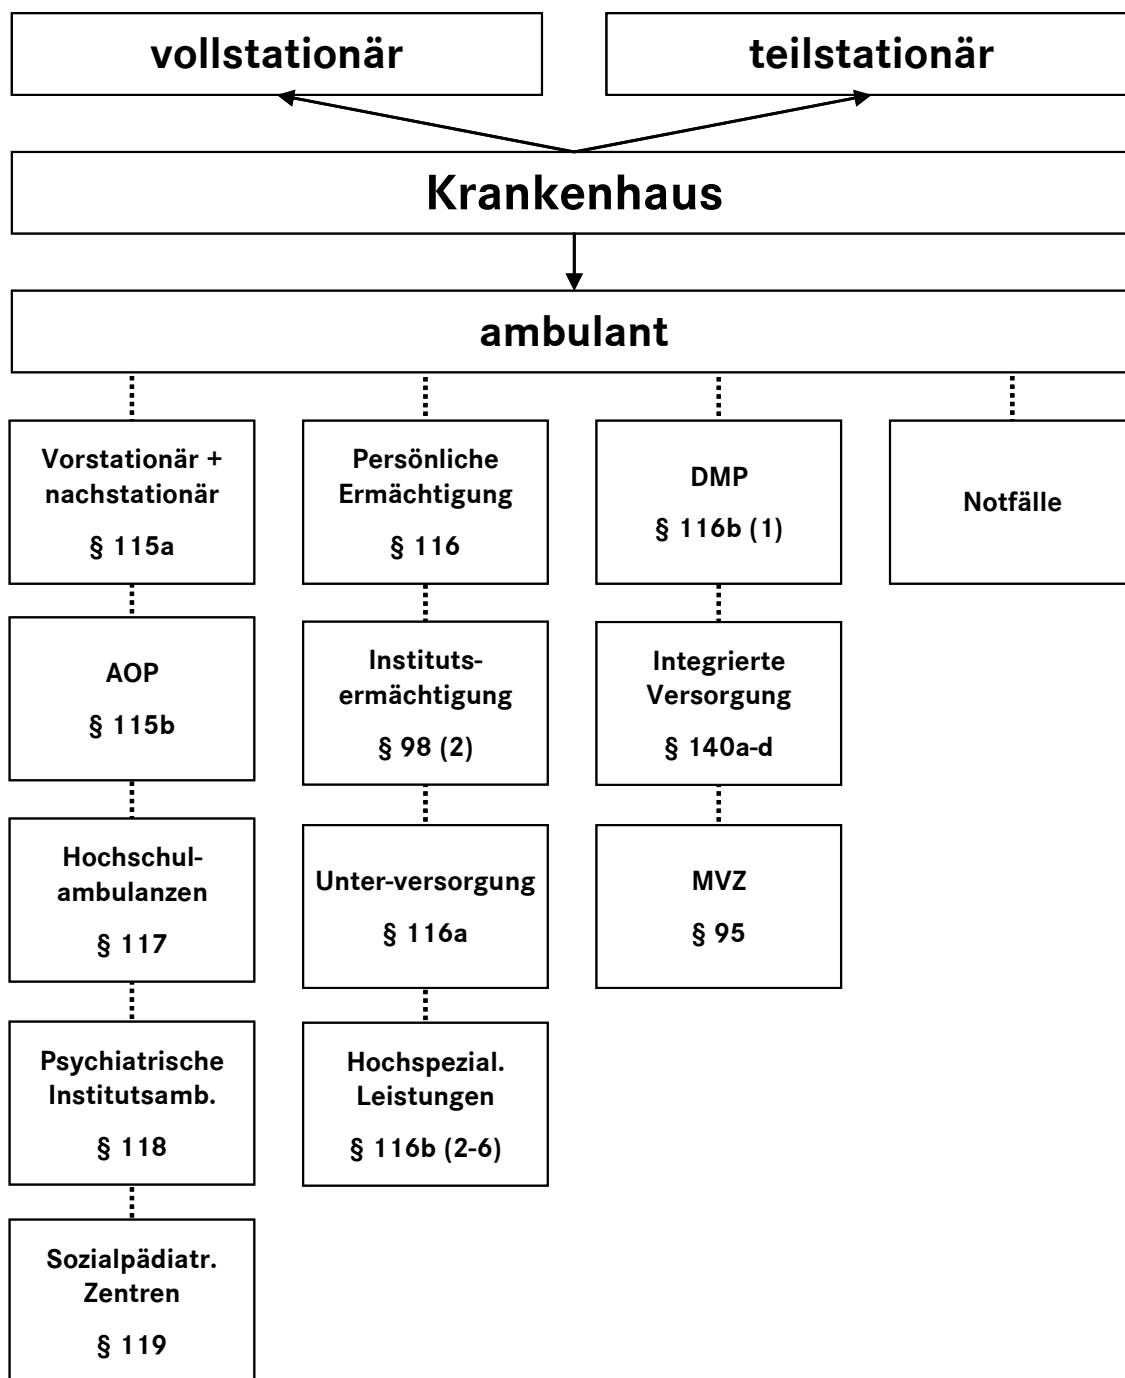 vollstationär
teilstationär
Krankenhaus
ambulant
Vorstationär +
nachstationär
§ 115a
Persönliche
Ermächtigung
§ 116
DMP
§ 116b (1)
Notfälle
AOP
§ 115b
Instituts-
ermächtigung
§ 98 (2)
Integrierte
Versorgung
§ 140a-d
Hochschul-
ambulanzen
§ 117
Unter-versorgung
§ 116a
MVZ
§ 95
Psychiatrische
Institutsamb.
§ 118
Hochspezial.
Leistungen
§ 116b (2-6)
Sozialpädiatr.
Zentren
§ 119